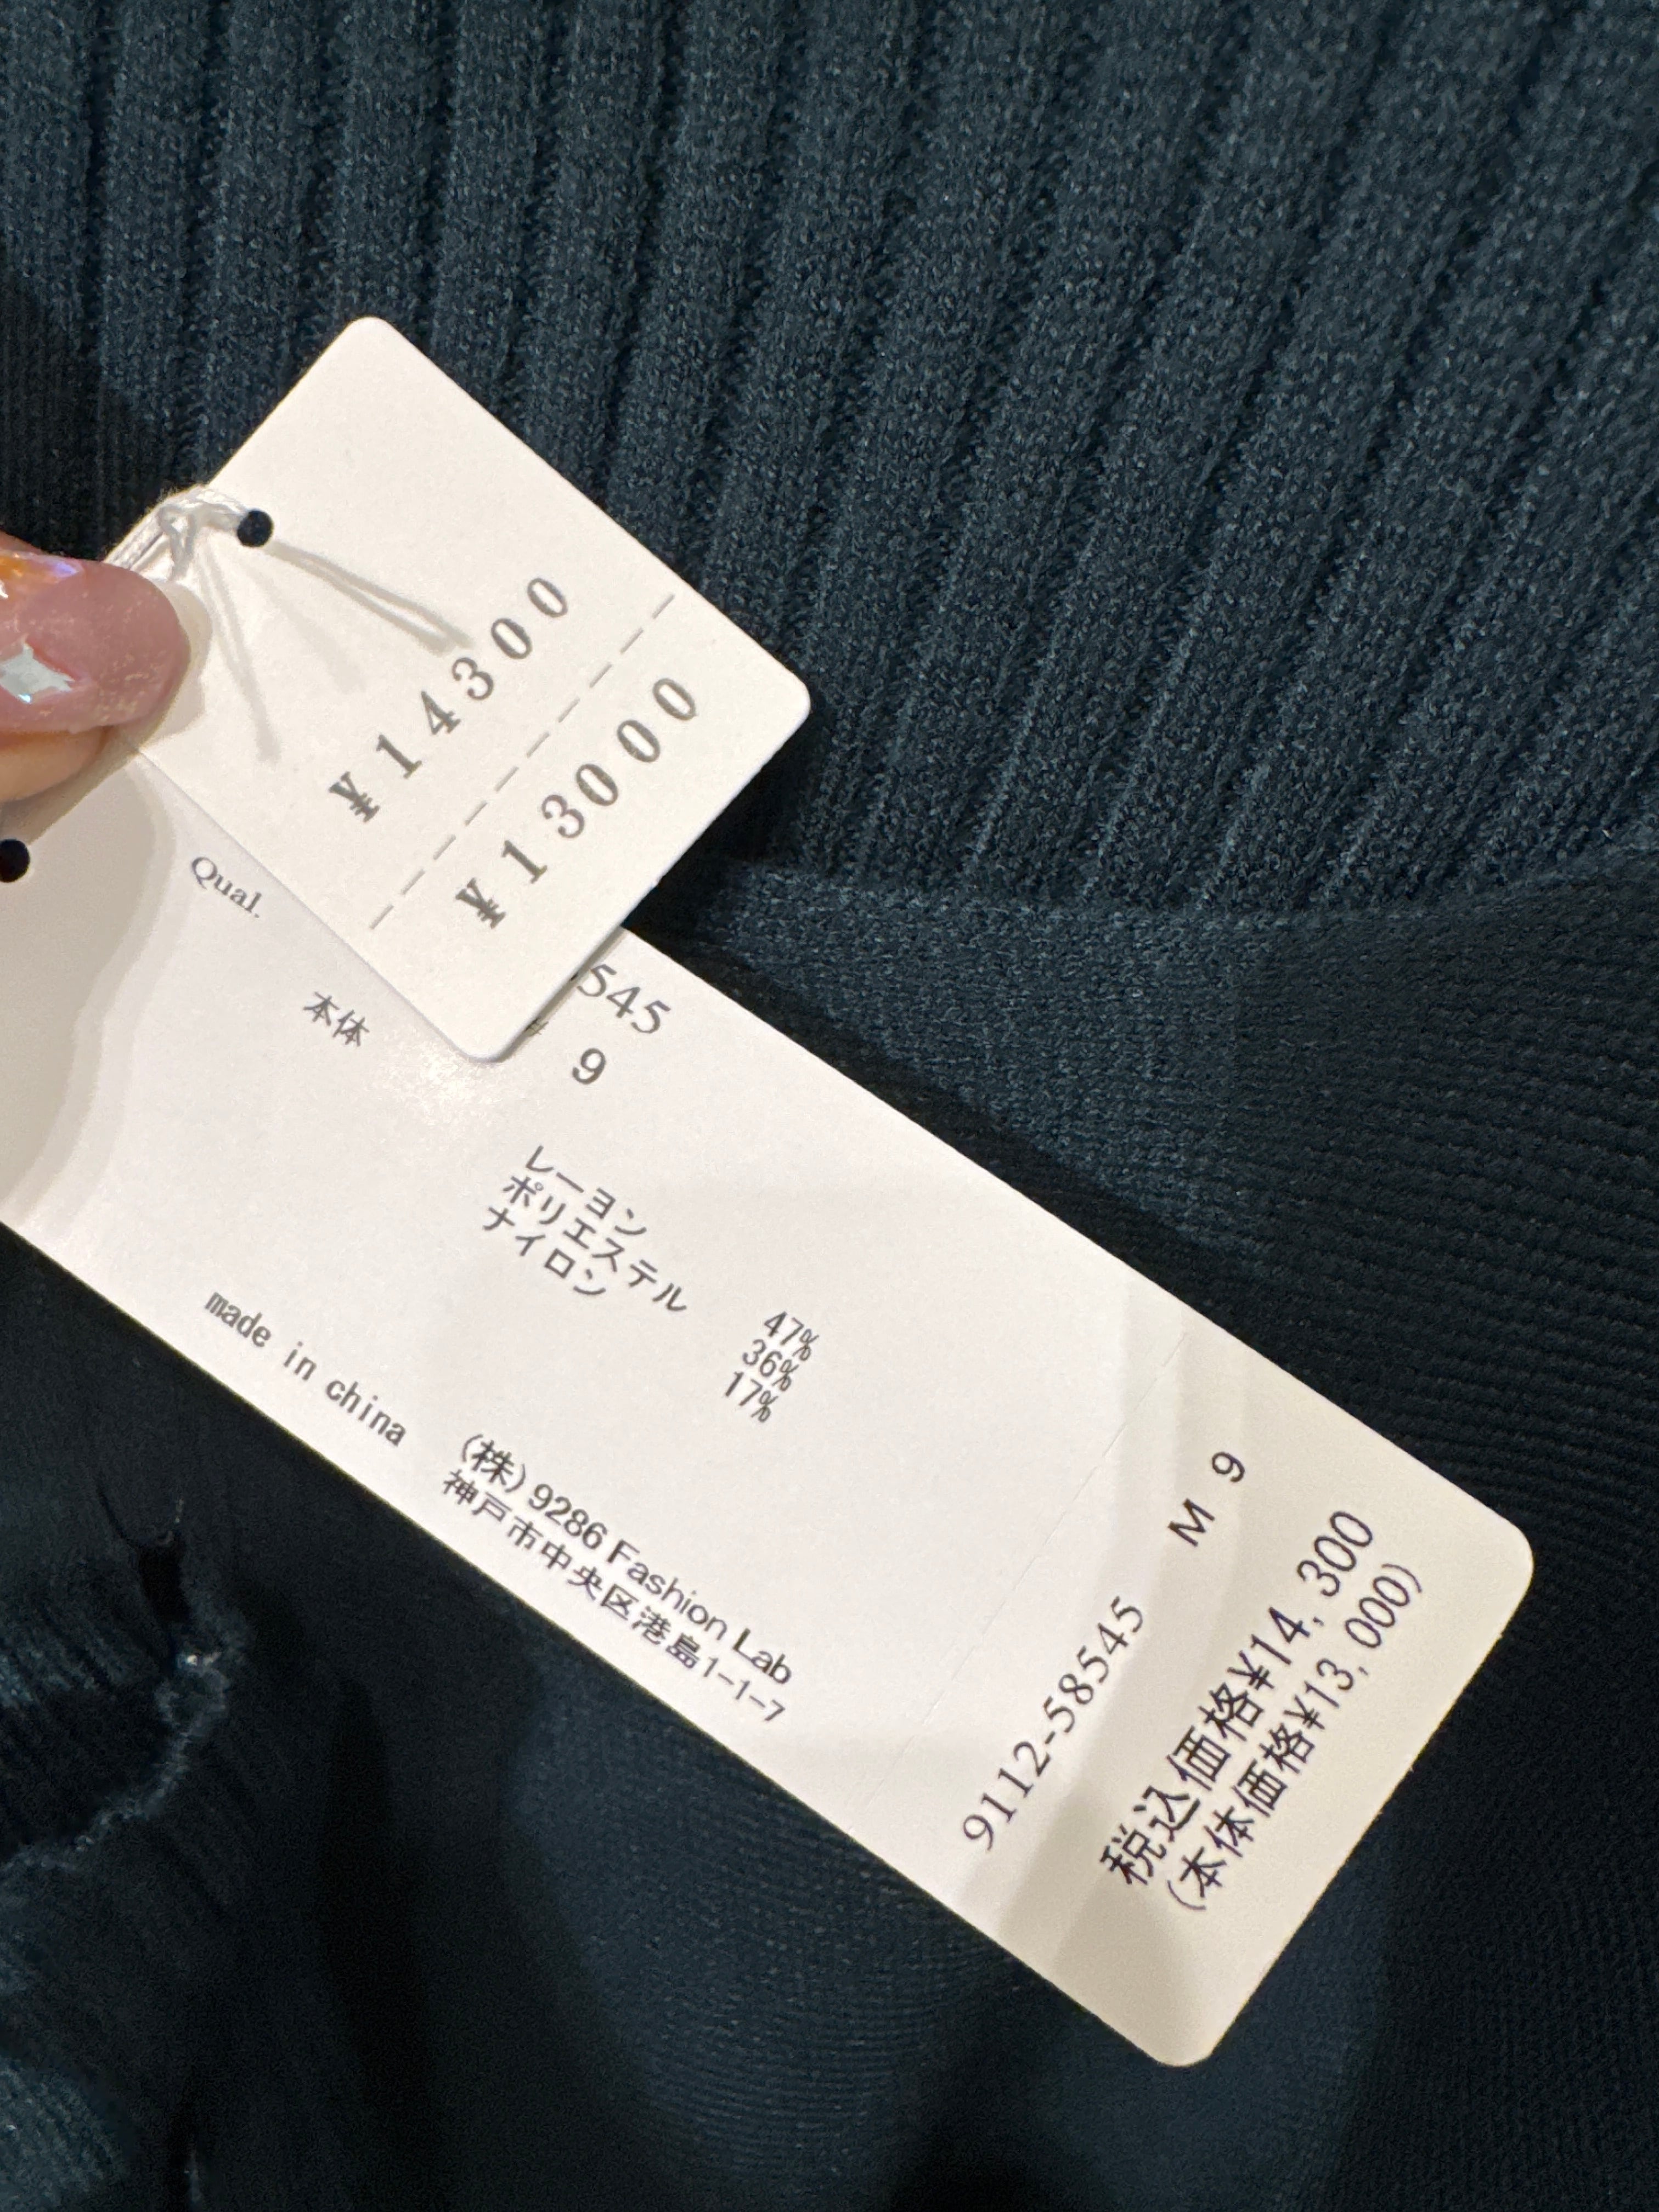 ¥14300
¥13000
Qual.
545
9
本体
レーヨン 47%
ポリエステル 36%
ナイロン 17%
made in china
(株)9286 Fashion Lab
神戸市中央区港島1-1-7
9112-58545 M 9
税込価格¥14,300
(本体価格¥13,000)